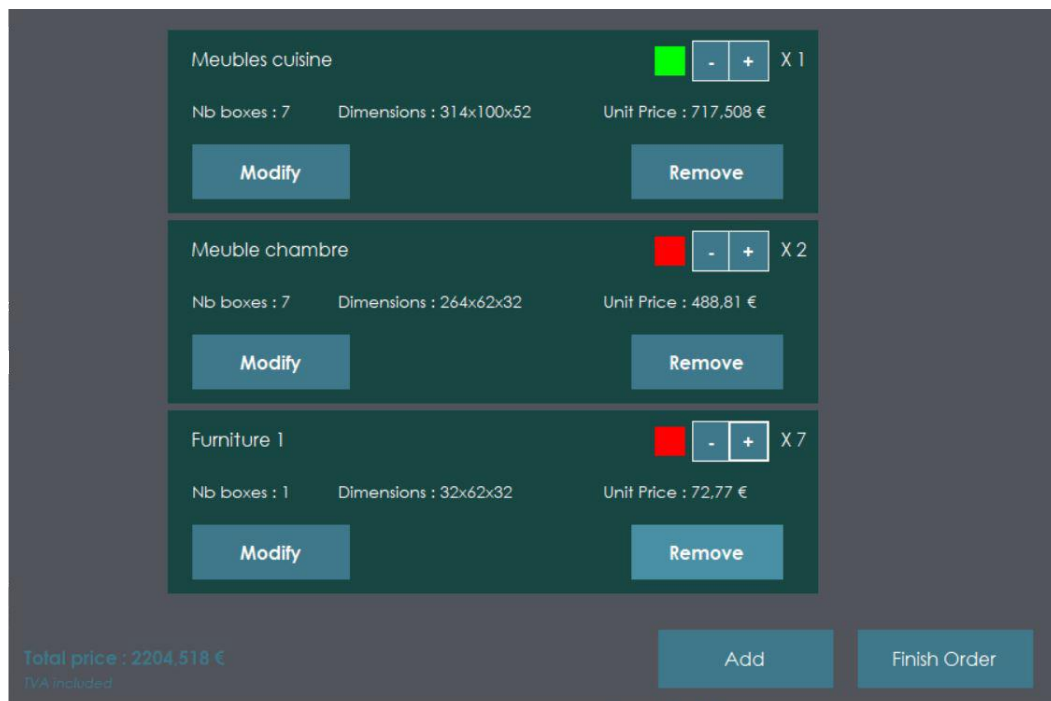 Meubles cuisine - + X 1
Nb boxes : 7 Dimensions : 314x100x52 Unit Price : 717,508 €
Modify Remove
Meuble chambre - + X 2
Nb boxes : 7 Dimensions : 264x62x32 Unit Price : 488,81 €
Modify Remove
Furniture 1 - + X 7
Nb boxes : 1 Dimensions : 32x62x32 Unit Price : 72,77 €
Modify Remove
Total price : 2204,518 € Add Finish Order
TVA included